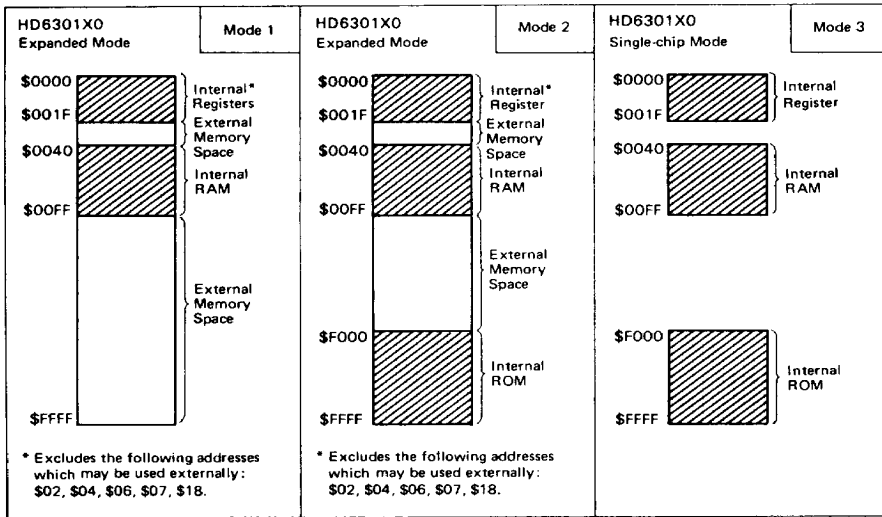 HD6301X0
Expanded Mode
Mode 1
$0000
Internal*
Registers
$001F
External
Memory
Space
$0040
Internal
RAM
$00FF
External
Memory
Space
$FFFF
* Excludes the following addresses
which may be used externally:
$02, $04, $06, $07, $18.
HD6301X0
Expanded Mode
Mode 2
$0000
Internal*
Register
$001F
External
Memory
Space
$0040
Internal
RAM
$00FF
External
Memory
Space
$F000
Internal
ROM
$FFFF
* Excludes the following addresses
which may be used externally:
$02, $04, $06, $07, $18.
HD6301X0
Single-chip Mode
Mode 3
$0000
Internal
Register
$001F
$0040
Internal
RAM
$00FF
$F000
Internal
ROM
$FFFF